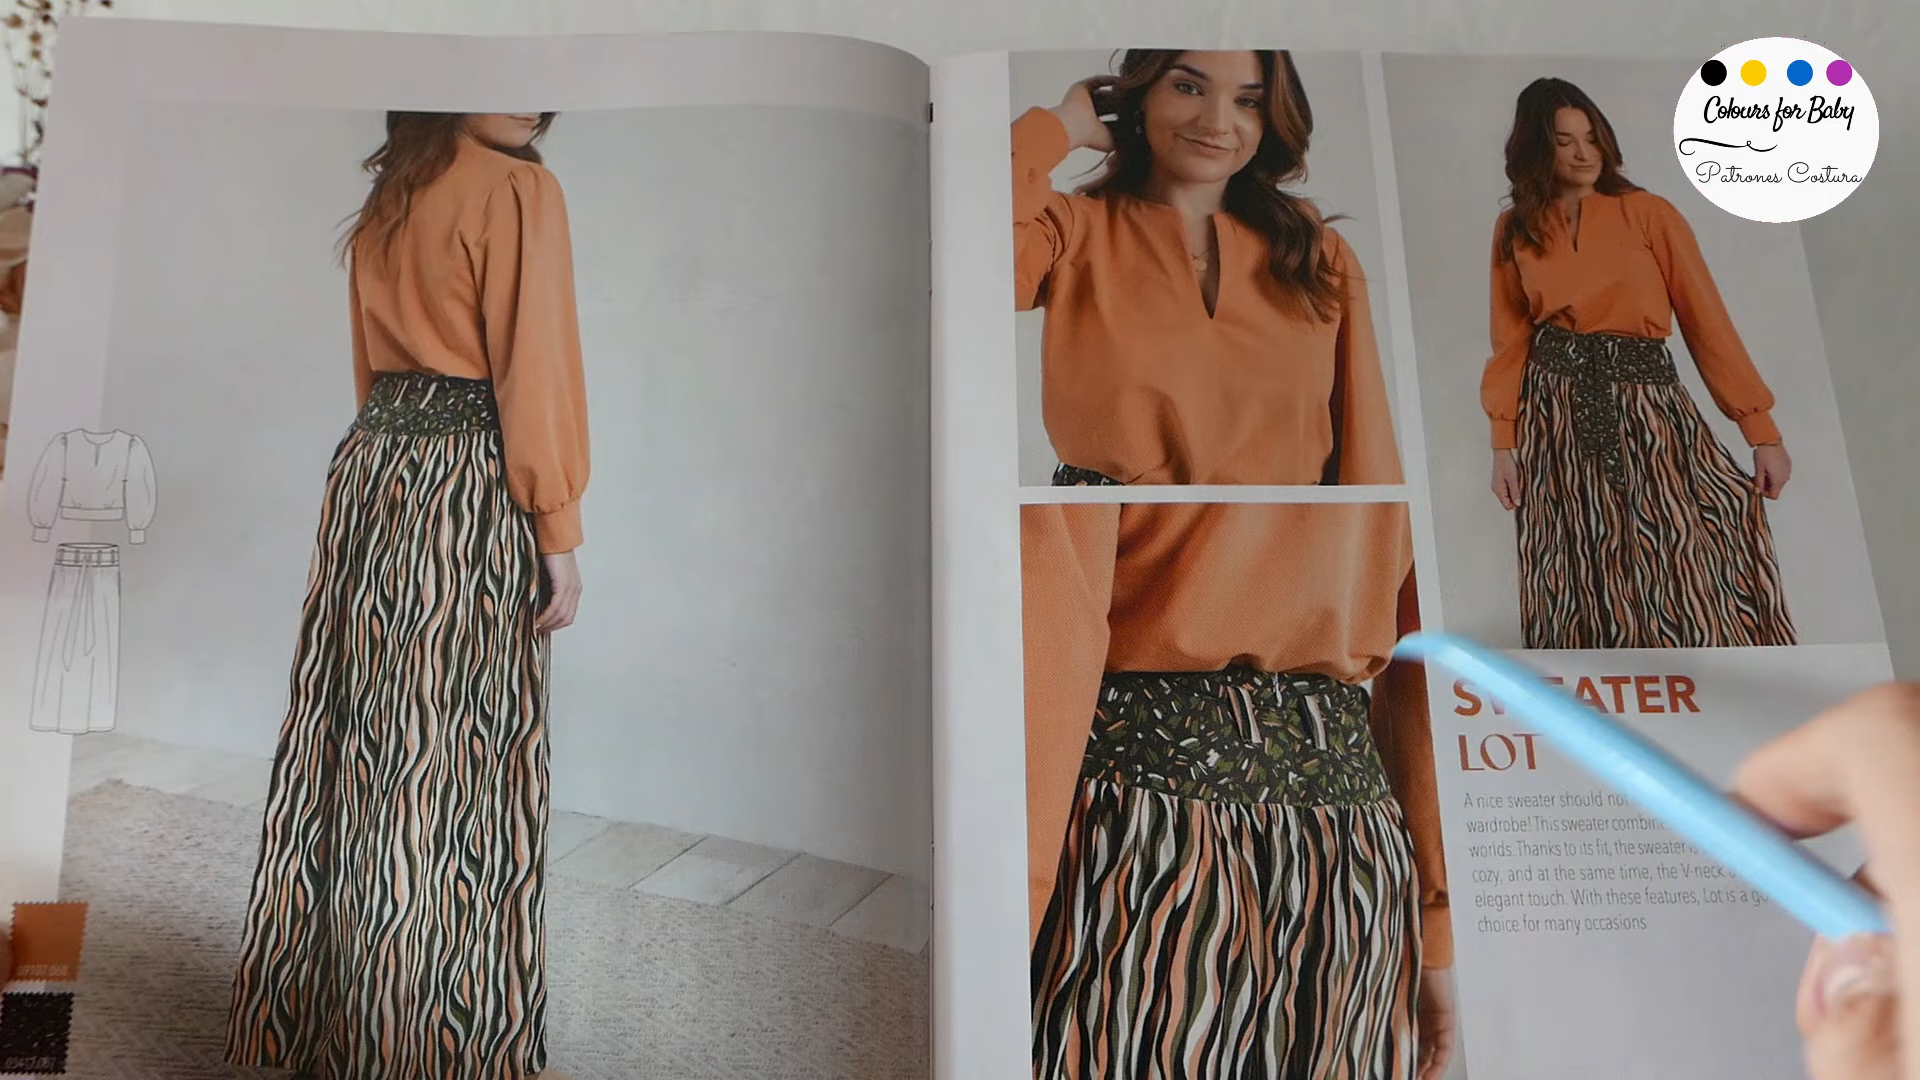 Colours for Baby
Patrones Costura
LOT
A nice sweater should not
wardrobe! This sweater
worlds. Thanks to its fit, the sweater
cozy, and at the same time, the V-neck
elegant touch. With these features, Lot is a
choice for many occasions
09107.068